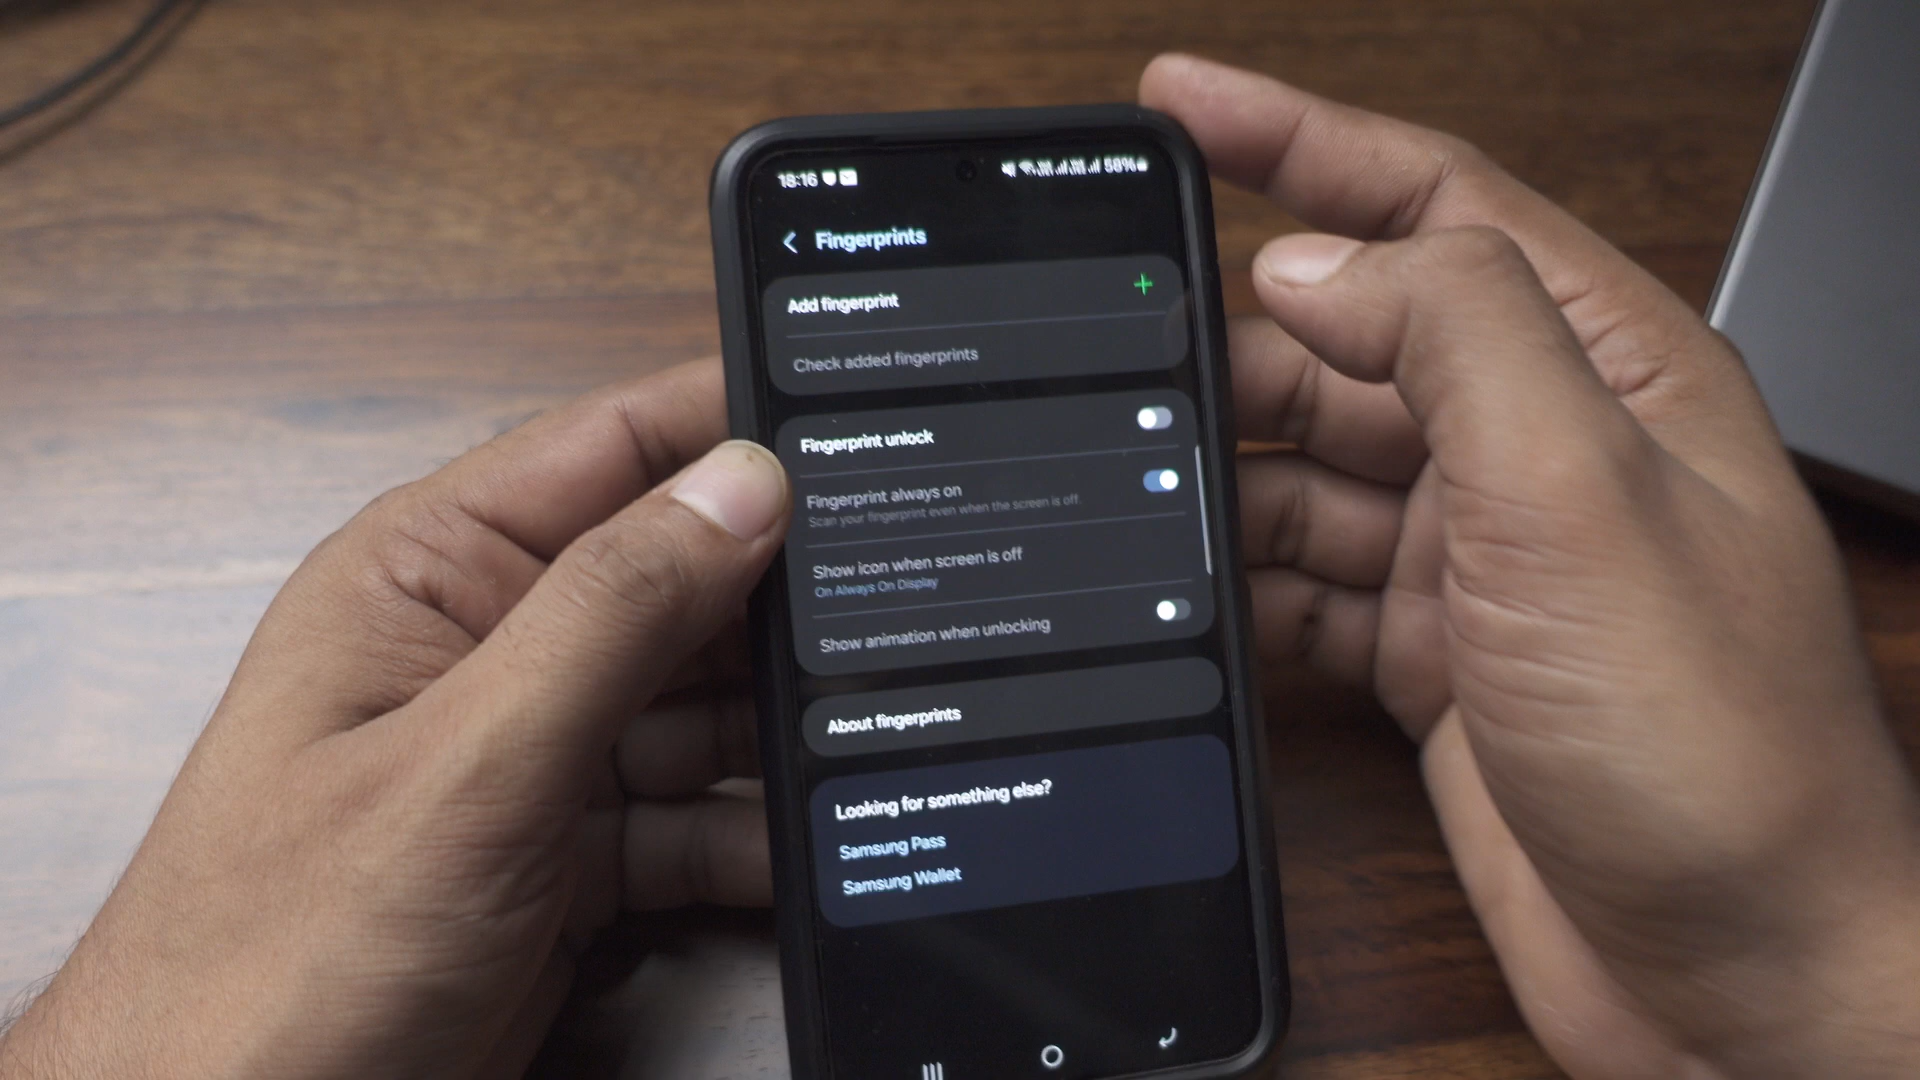 18:16 58%
Fingerprints
Add fingerprint
Check added fingerprints
Fingerprint unlock
Fingerprint always on
Scan your fingerprint even when the screen is off.
Show icon when screen is off
On Always On Display
Show animation when unlocking
About fingerprints
Looking for something else?
Samsung Pass
Samsung Wallet